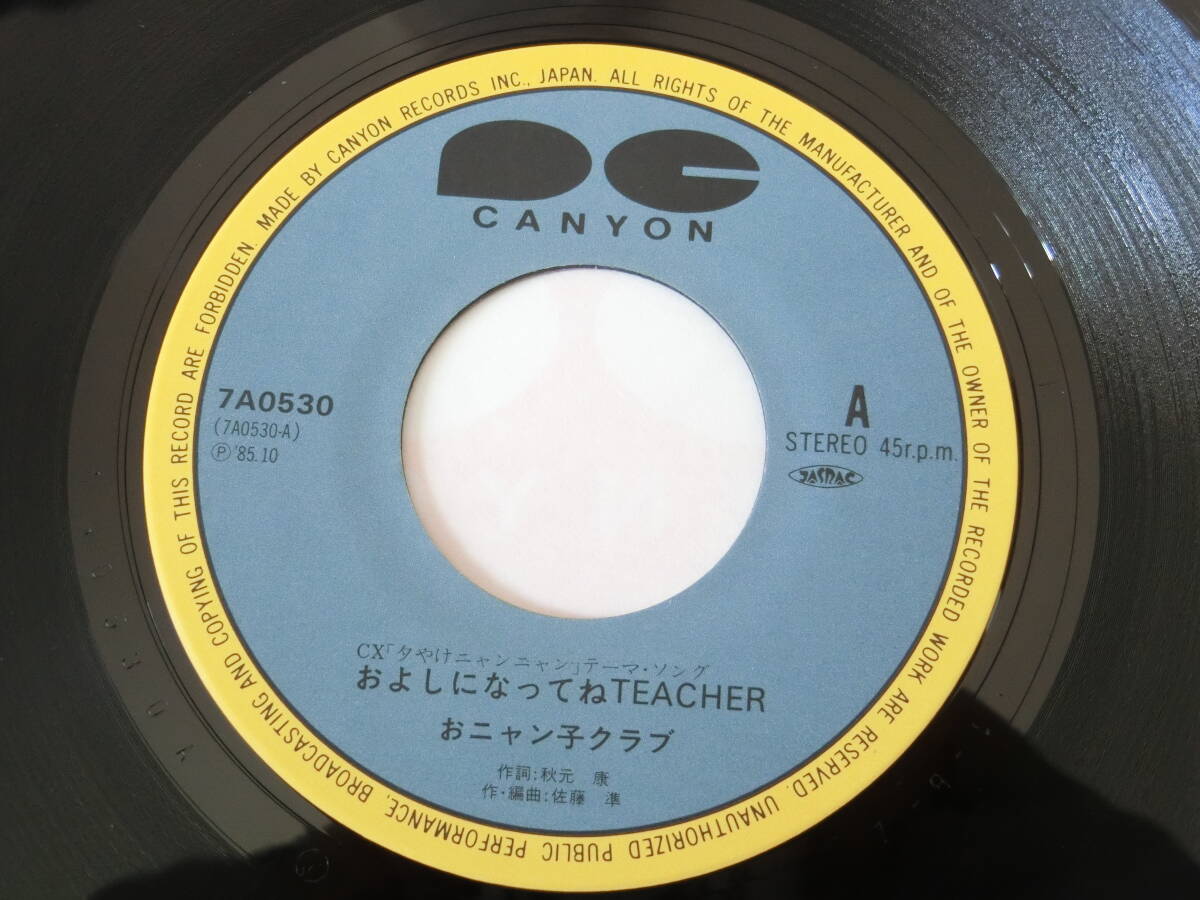 MADE BY CANYON RECORDS INC., JAPAN. ALL RIGHTS OF THE MANUFACTURER AND OF THE OWNER OF THE RECORDED WORK ARE RESERVED. UNAUTHORIZED PUBLIC PERFORMANCE, BROADCASTING AND COPYING OF THIS RECORD ARE FORBIDDEN.
CANYON
7A0530
(7A0530-A)
Ⓟ '85.10
A
STEREO 45r.p.m.
JASRAC
CX「夕やけニャンニャン」テーマ・ソング
およしになってねTEACHER
おニャン子クラブ
作詞;秋元 康
作・編曲;佐藤 準